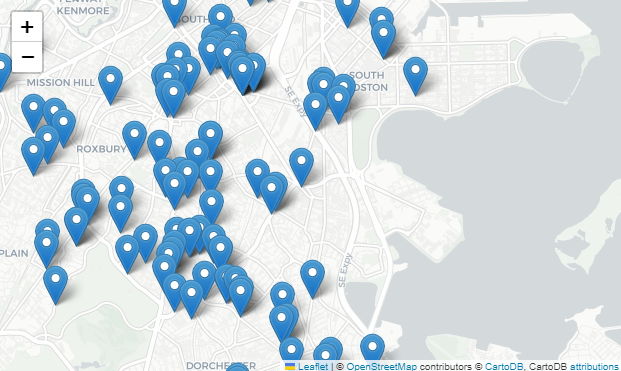 FENWAY
KENMORE
SOUTH
+
−
MISSION HILL
SOUTH
BOSTON
SE Expy
ROXBURY
PLAIN
SE Expy
DORCHESTER
Leaflet | © OpenStreetMap contributors © CartoDB, CartoDB attributions